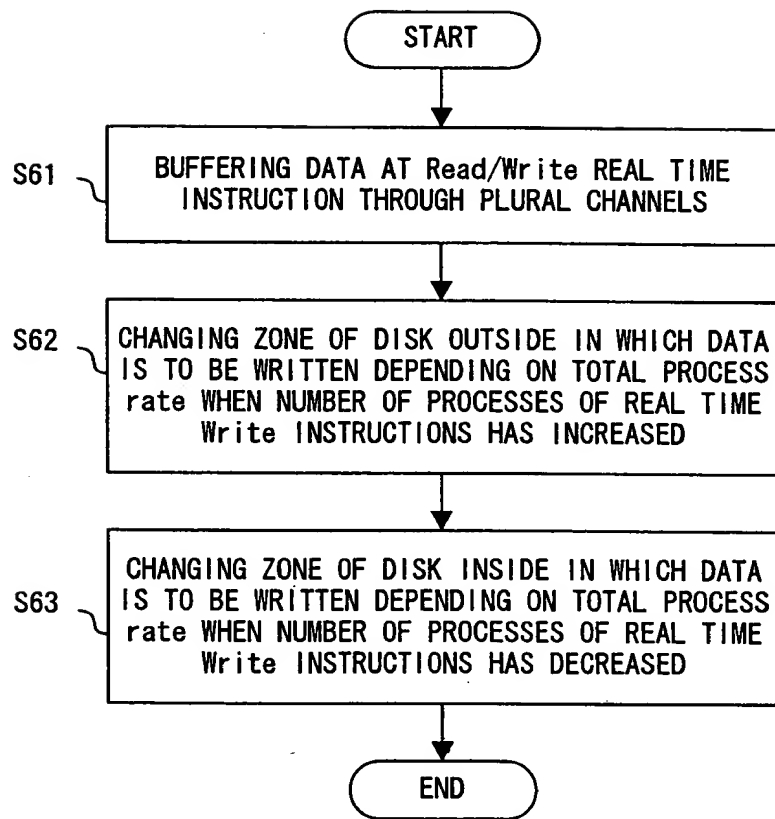 START
S61
BUFFERING DATA AT Read/Write REAL TIME
INSTRUCTION THROUGH PLURAL CHANNELS
S62
CHANGING ZONE OF DISK OUTSIDE IN WHICH DATA
IS TO BE WRITTEN DEPENDING ON TOTAL PROCESS
rate WHEN NUMBER OF PROCESSES OF REAL TIME
Write INSTRUCTIONS HAS INCREASED
S63
CHANGING ZONE OF DISK INSIDE IN WHICH DATA
IS TO BE WRITTEN DEPENDING ON TOTAL PROCESS
rate WHEN NUMBER OF PROCESSES OF REAL TIME
Write INSTRUCTIONS HAS DECREASED
END